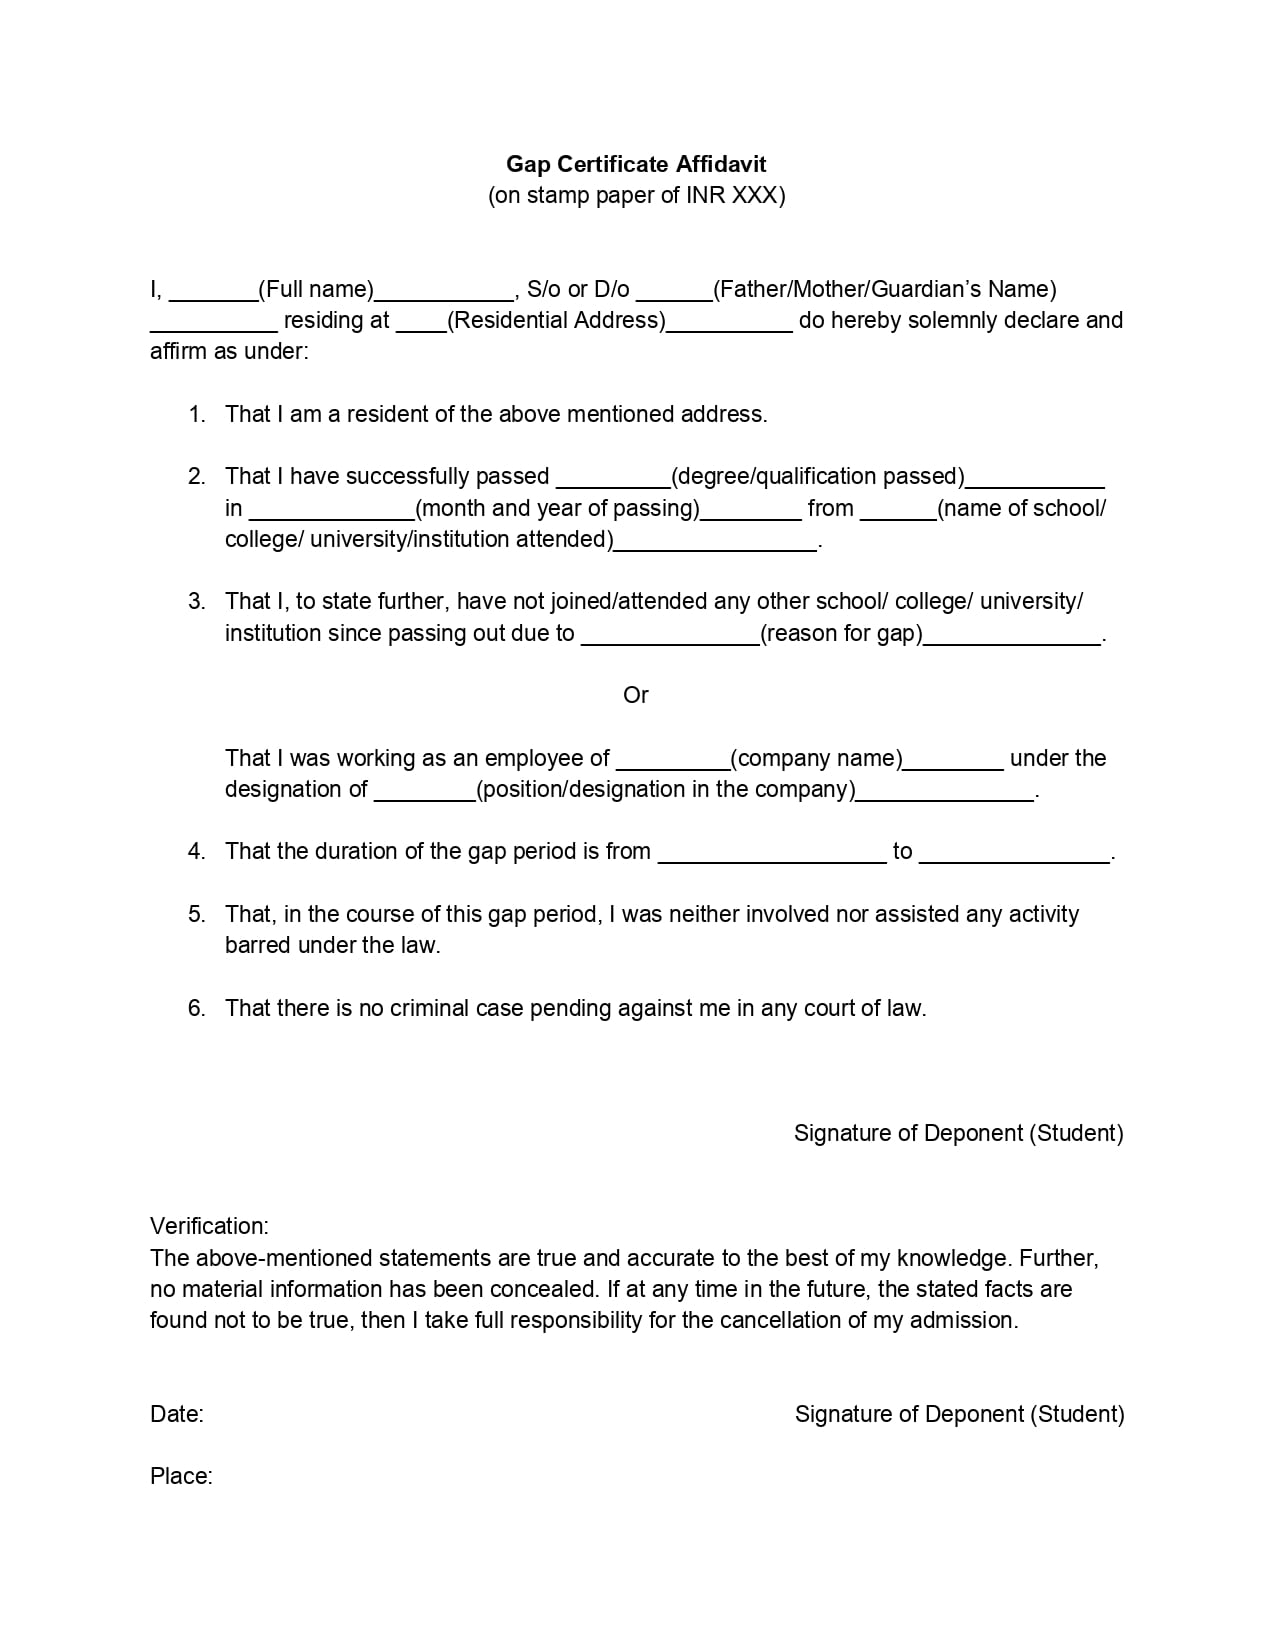 Gap Certificate Affidavit
(on stamp paper of INR XXX)
I, _______(Full name)___________, S/o or D/o ______(Father/Mother/Guardian’s Name)
__________ residing at ____(Residential Address)__________ do hereby solemnly declare and
affirm as under:
1. That I am a resident of the above mentioned address.
2. That I have successfully passed _________(degree/qualification passed)___________
in _____________(month and year of passing)________ from ______(name of school/
college/ university/institution attended)________________.
3. That I, to state further, have not joined/attended any other school/ college/ university/
institution since passing out due to ______________(reason for gap)______________.
Or
That I was working as an employee of _________(company name)________ under the
designation of ________(position/designation in the company)______________.
4. That the duration of the gap period is from __________________ to _______________.
5. That, in the course of this gap period, I was neither involved nor assisted any activity
barred under the law.
6. That there is no criminal case pending against me in any court of law.
Signature of Deponent (Student)
Verification:
The above-mentioned statements are true and accurate to the best of my knowledge. Further,
no material information has been concealed. If at any time in the future, the stated facts are
found not to be true, then I take full responsibility for the cancellation of my admission.
Date: Signature of Deponent (Student)
Place: